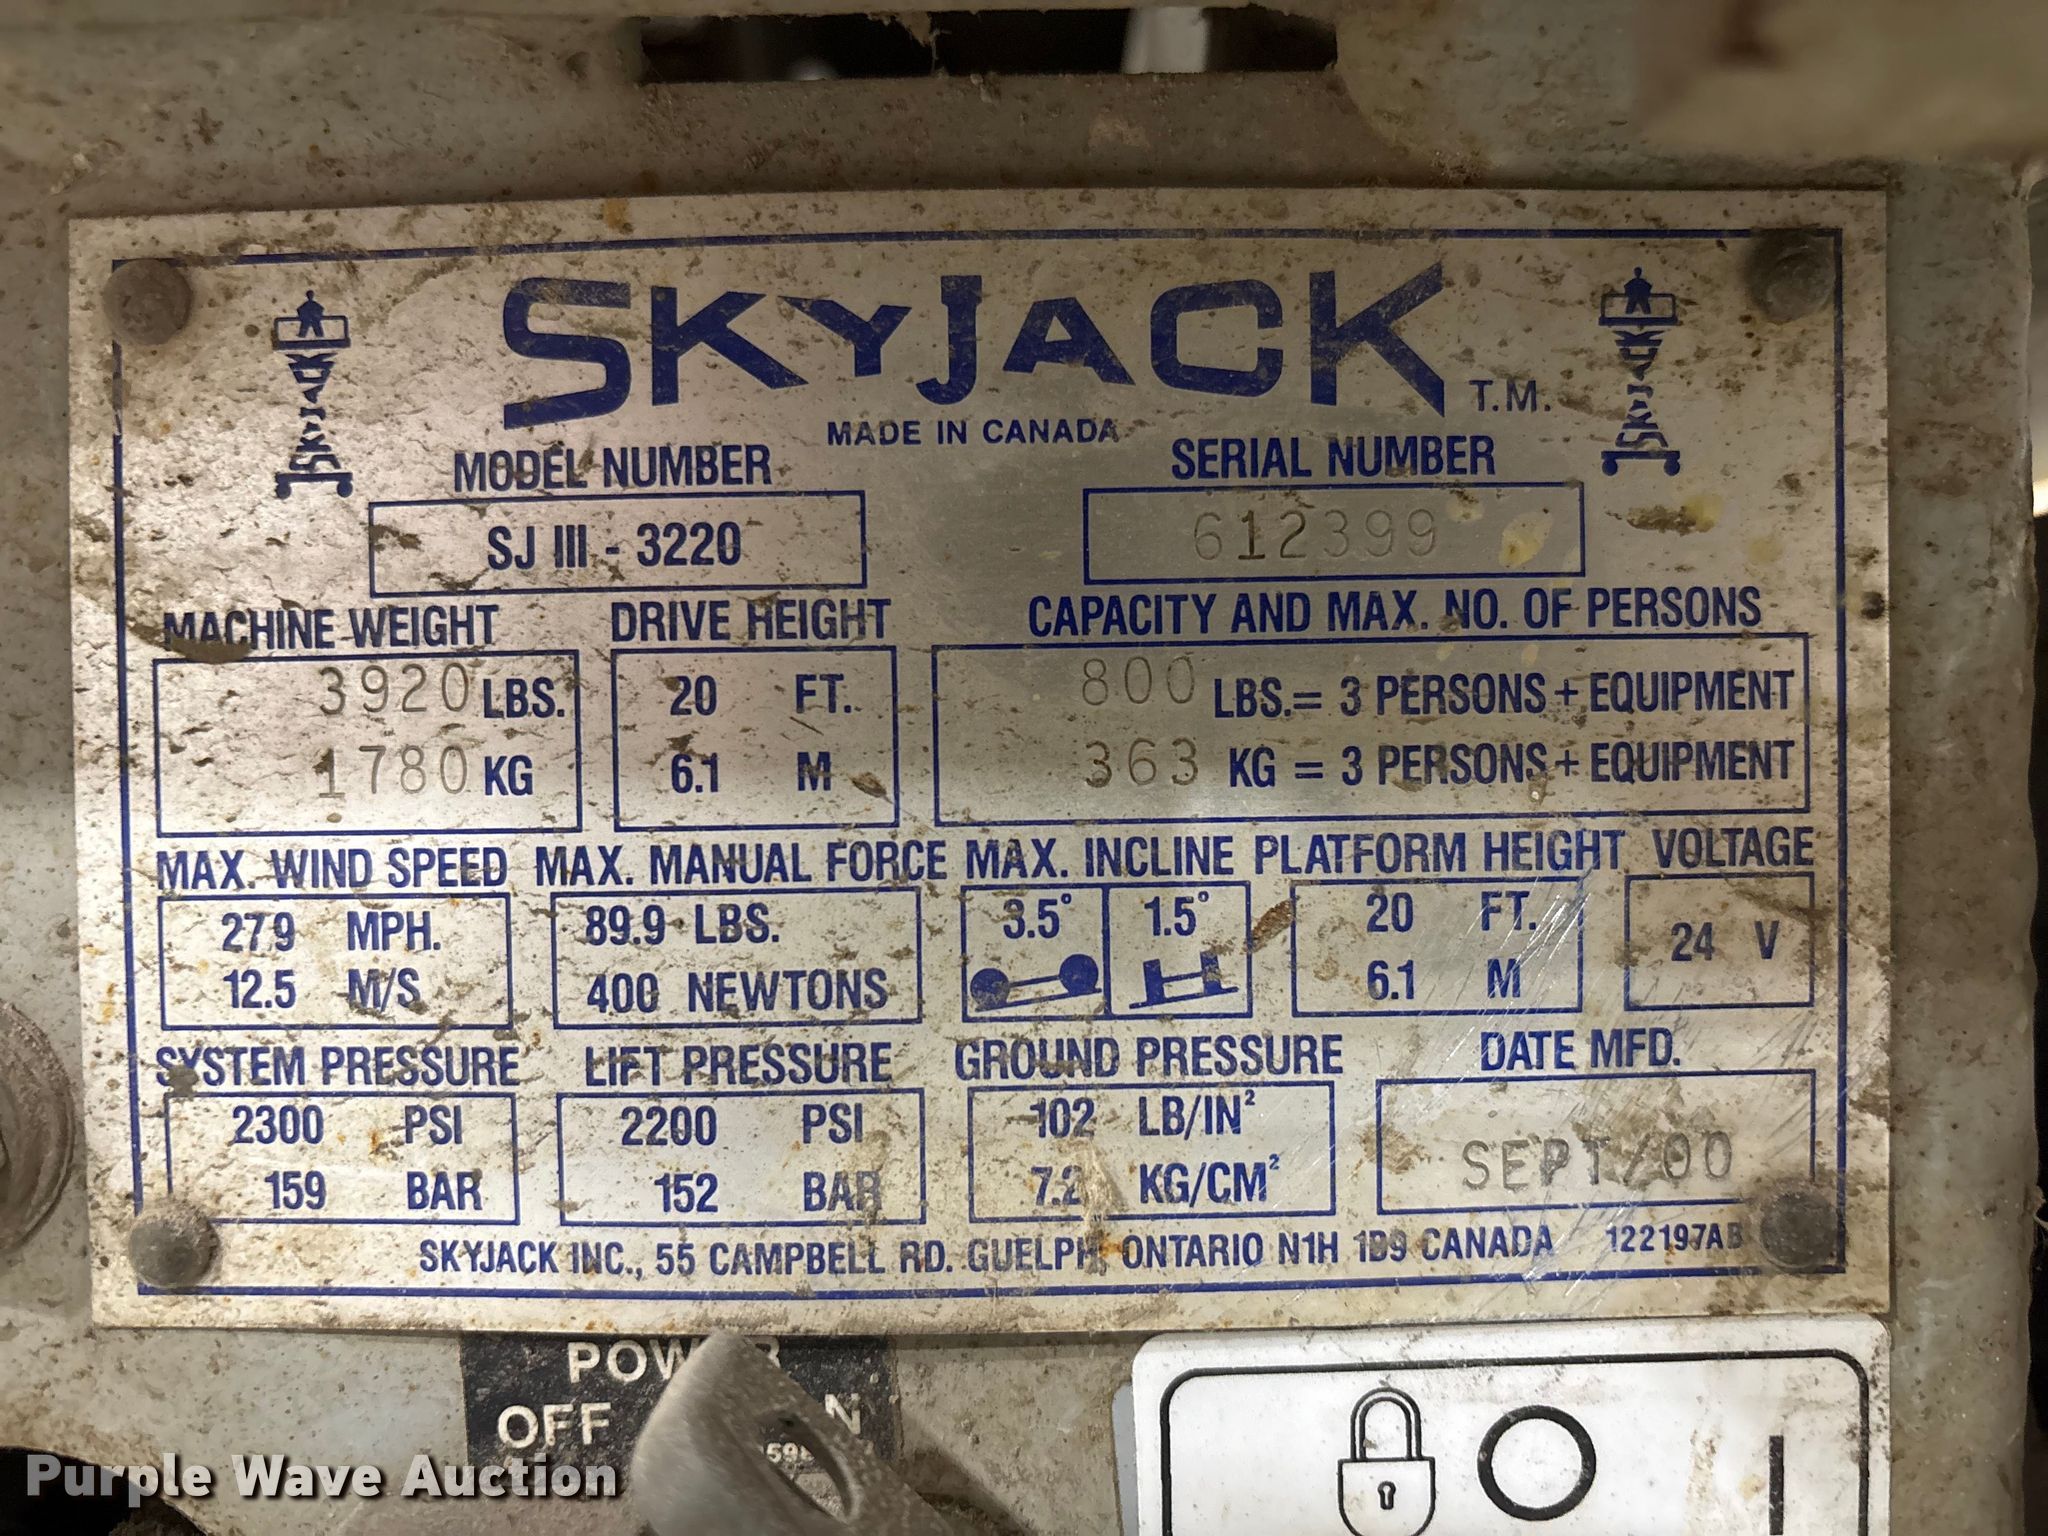 SKYJACK T.M.
MADE IN CANADA
SKYJACK
SKYJACK
MODEL NUMBER SERIAL NUMBER
SJ III - 3220 612399
MACHINE WEIGHT DRIVE HEIGHT CAPACITY AND MAX. NO. OF PERSONS
3920 LBS. 20 FT. 800 LBS. = 3 PERSONS + EQUIPMENT
1780 KG 6.1 M 363 KG = 3 PERSONS + EQUIPMENT
MAX. WIND SPEED MAX. MANUAL FORCE MAX. INCLINE PLATFORM HEIGHT VOLTAGE
27.9 MPH. 89.9 LBS. 3.5° 1.5° 20 FT. 24 V
12.5 M/S 400 NEWTONS 6.1 M
SYSTEM PRESSURE LIFT PRESSURE GROUND PRESSURE DATE MFD.
2300 PSI 2200 PSI 102 LB/IN² SEPT/00
159 BAR 152 BAR 7.2 KG/CM²
SKYJACK INC., 55 CAMPBELL RD. GUELPH, ONTARIO N1H 1B9 CANADA 122197AB
POWER
OFF
Purple Wave Auction